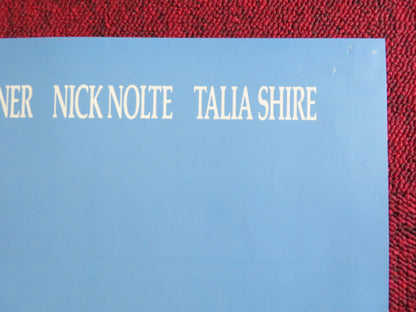 NER NICK NOLTE TALIA SHIRE